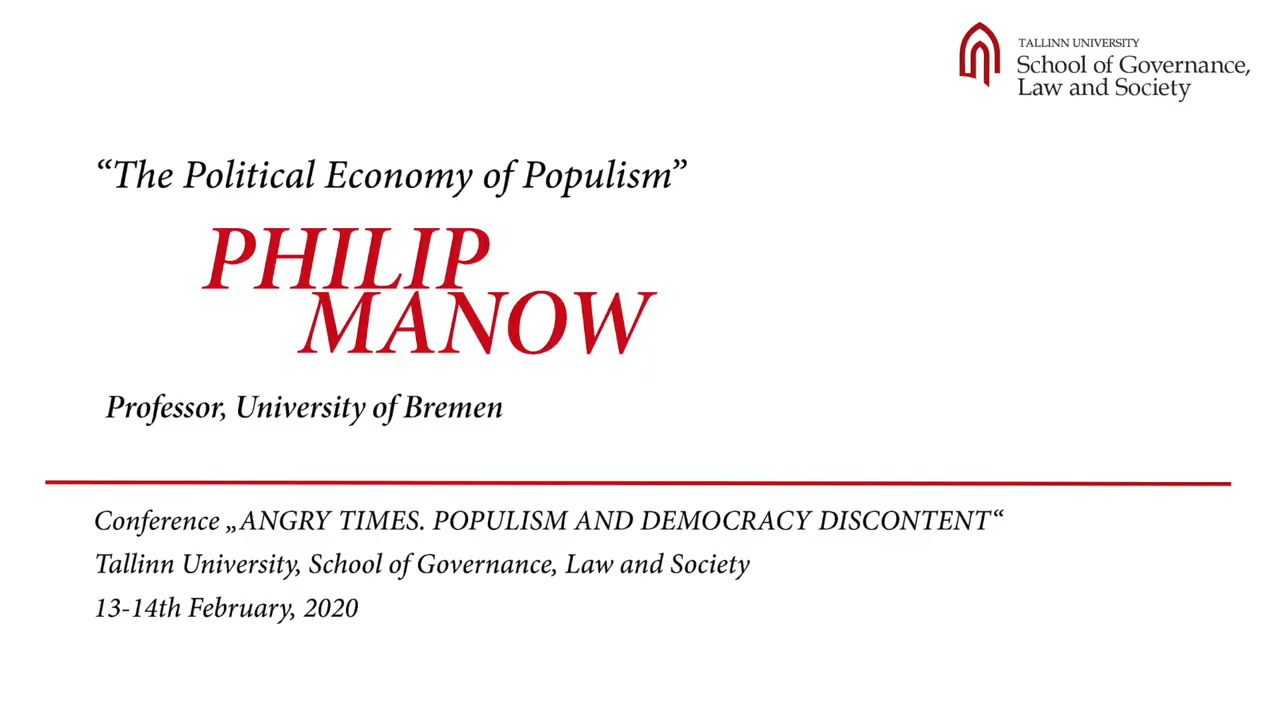 TALLINN UNIVERSITY
School of Governance,
Law and Society
“The Political Economy of Populism”
PHILIP
MANOW
Professor, University of Bremen
Conference „ANGRY TIMES. POPULISM AND DEMOCRACY DISCONTENT“
Tallinn University, School of Governance, Law and Society
13-14th February, 2020